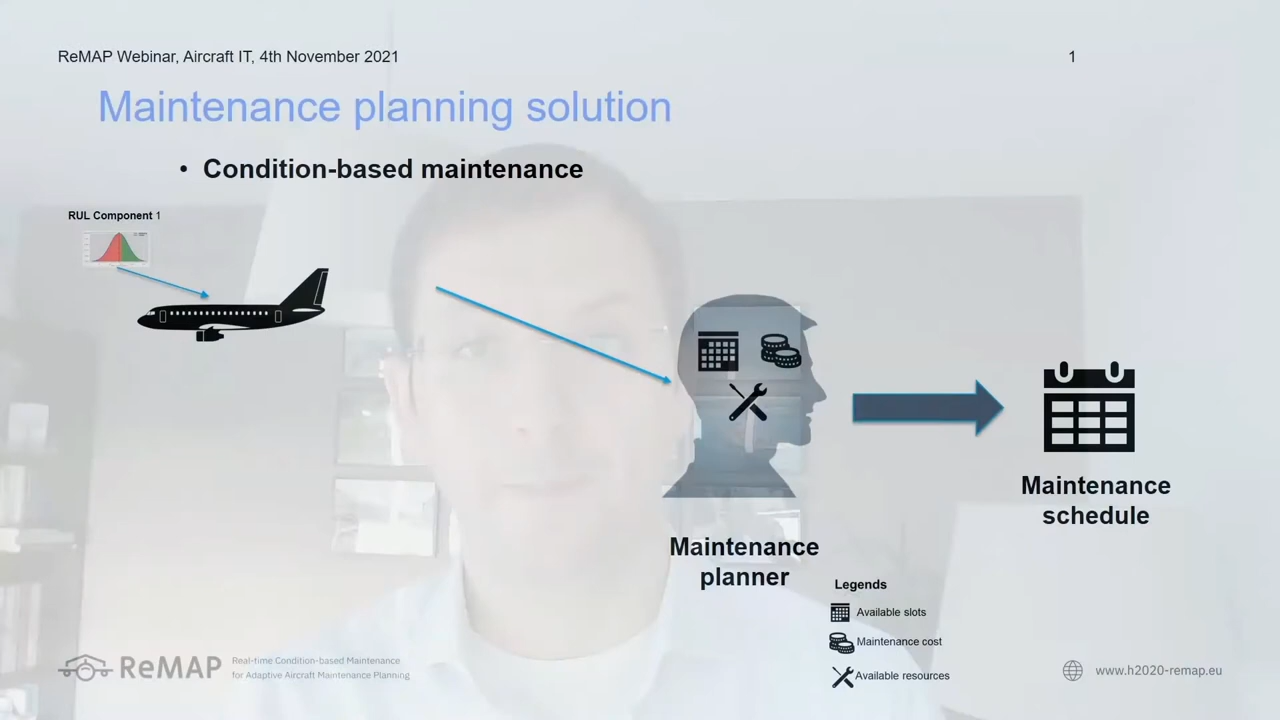 ReMAP Webinar, Aircraft IT, 4th November 2021
1
Maintenance planning solution
• Condition-based maintenance
RUL Component 1
Maintenance
schedule
Maintenance
planner
Legends
Available slots
Maintenance cost
Available resources
ReMAP
Real-time Condition-based Maintenance
for Adaptive Aircraft Maintenance Planning
www.h2020-remap.eu